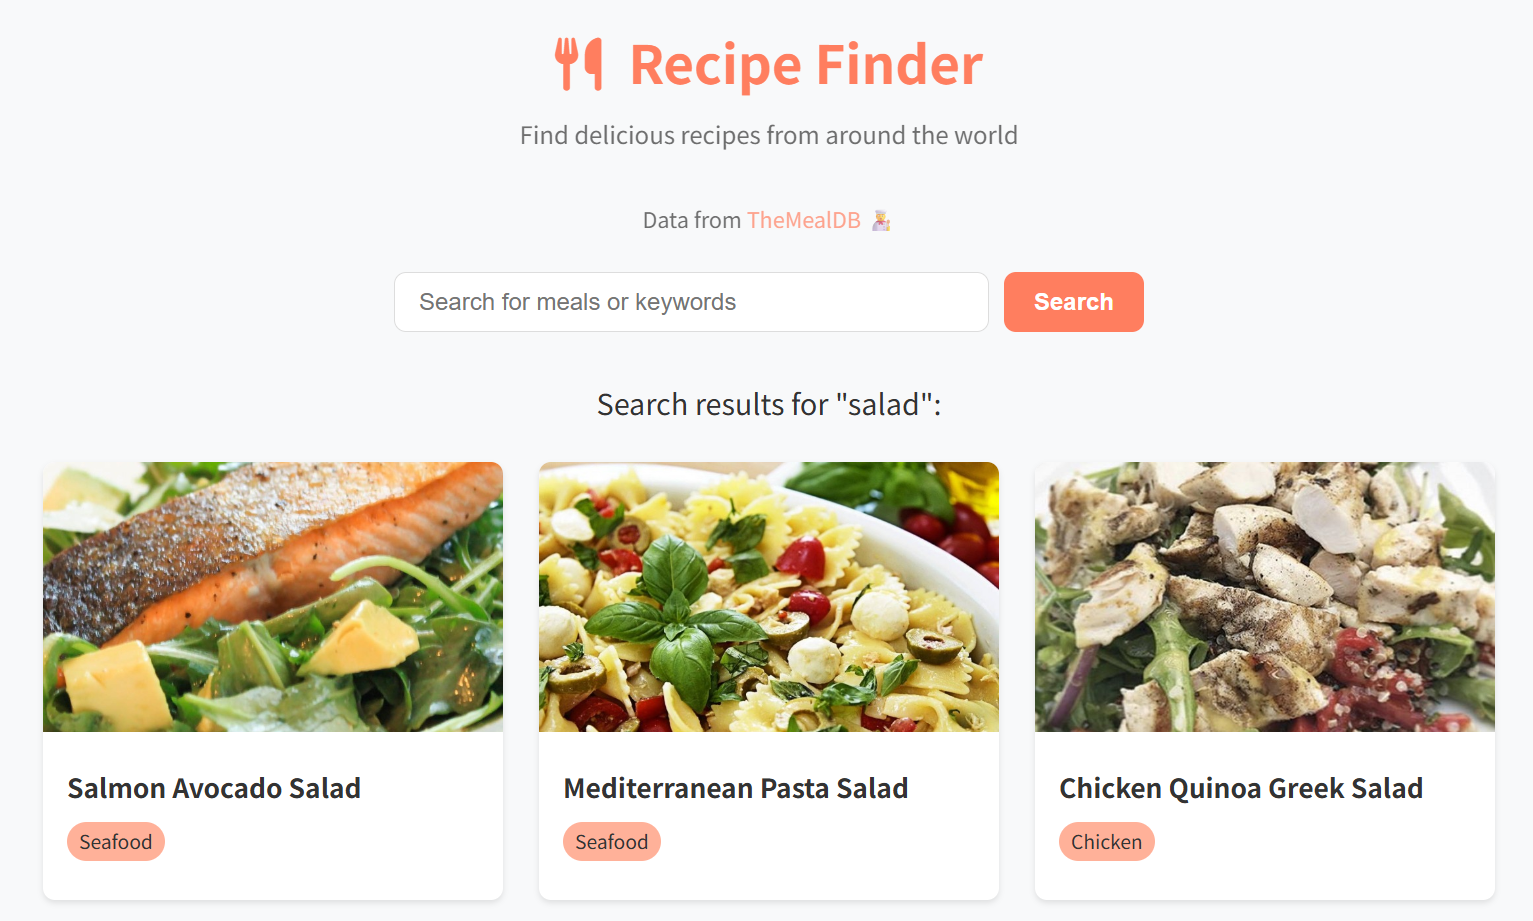 Recipe Finder
Find delicious recipes from around the world
Data from TheMealDB 🧑‍🍳
Search for meals or keywords
Search
Search results for "salad":
Salmon Avocado Salad
Seafood
Mediterranean Pasta Salad
Seafood
Chicken Quinoa Greek Salad
Chicken